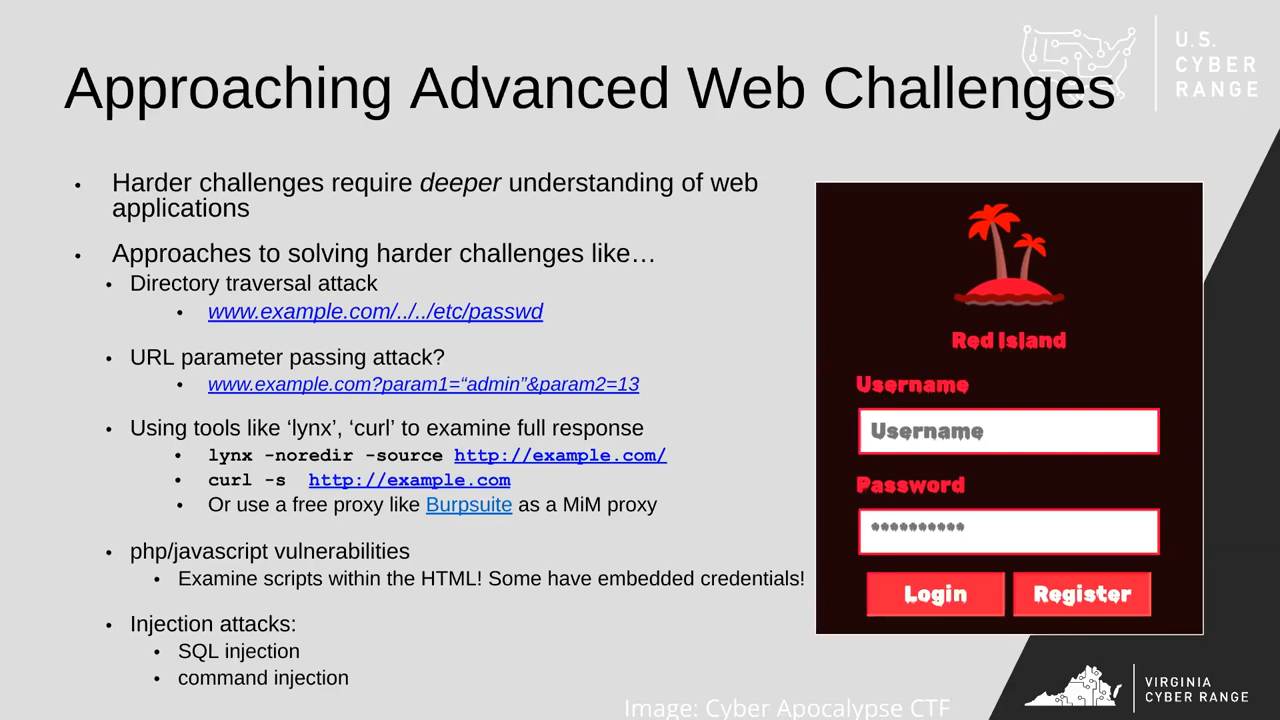 U.S.
CYBER
RANGE
Approaching Advanced Web Challenges
• Harder challenges require deeper understanding of web
applications
• Approaches to solving harder challenges like…
• Directory traversal attack
• www.example.com/../../etc/passwd
• URL parameter passing attack?
• www.example.com?param1=“admin”&param2=13
• Using tools like ‘lynx’, ‘curl’ to examine full response
• lynx -noredir -source http://example.com/
• curl -s http://example.com
• Or use a free proxy like Burpsuite as a MiM proxy
• php/javascript vulnerabilities
• Examine scripts within the HTML! Some have embedded credentials!
• Injection attacks:
• SQL injection
• command injection
Red Island
Username
Username
Password
**********
Login Register
Image: Cyber Apocalypse CTF
VIRGINIA
CYBER RANGE